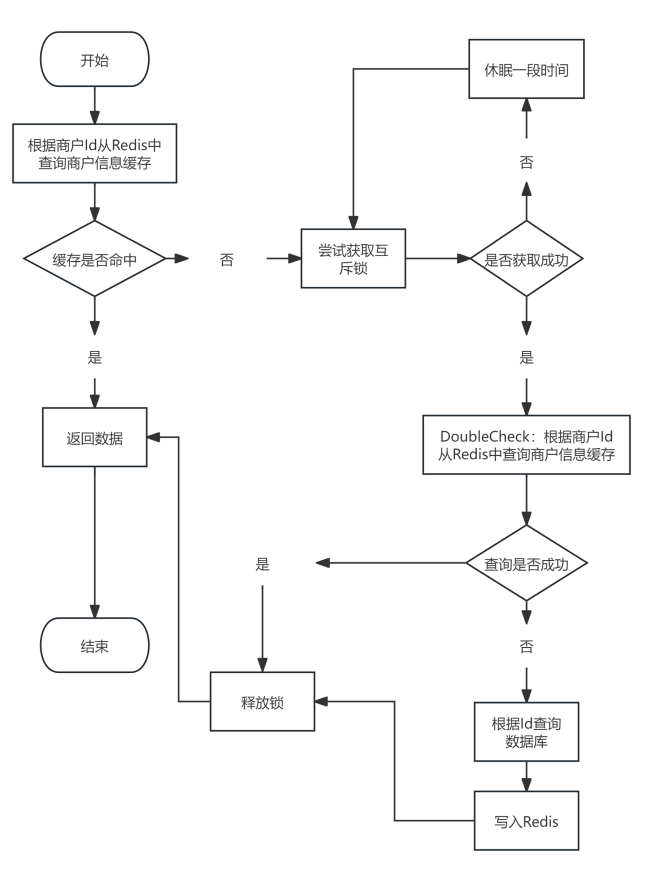 开始
根据商户Id从Redis中
查询商户信息缓存
缓存是否命中
否
尝试获取互
斥锁
是否获取成功
否
休眠一段时间
是
返回数据
结束
是
DoubleCheck：根据商户Id
从Redis中查询商户信息缓存
查询是否成功
是
释放锁
否
根据Id查询
数据库
写入Redis